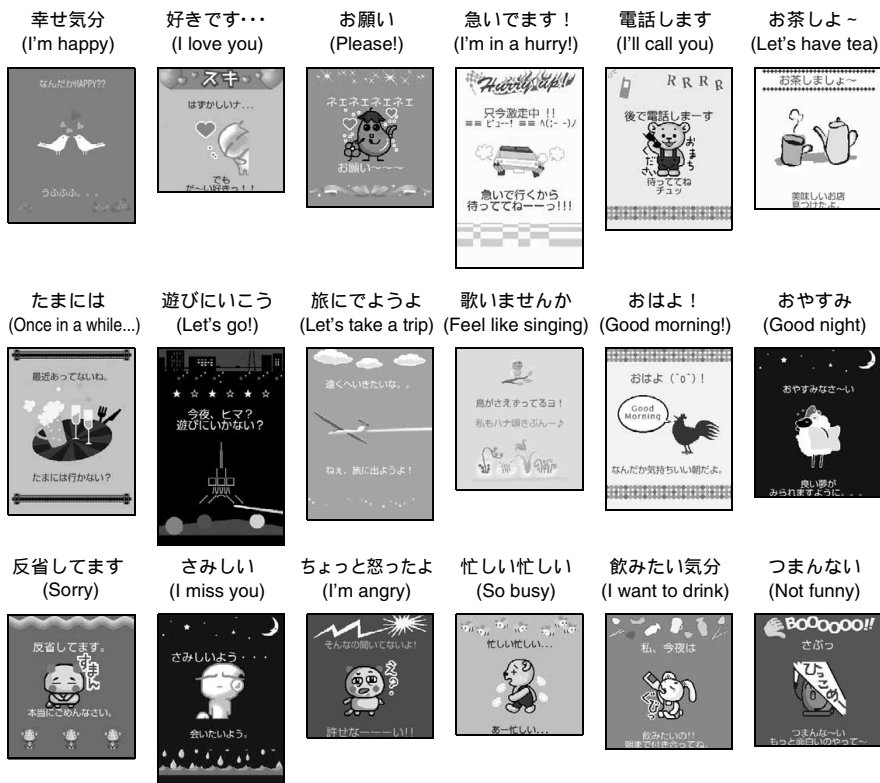 幸せ気分
(I'm happy)
なんだかHAPPY??
うふふふ。。。
好きです･･･
(I love you)
スキ
はずかしいナ...
でも
だ～い好きっ！！
お願い
(Please!)
ネェネェネェネェ
お願い～～～
急いでます！
(I'm in a hurry!)
Hurry up!
只今激走中 !!
≡≡ ﾋﾟｭｰｰ! ≡≡ ^(;- -)ﾉ
急いで行くから
待っててねーーっ!!!
電話します
(I'll call you)
R R R R
後で電話しまーす
おまち
ください
待っててね
チュッ
お茶しよ～
(Let's have tea)
お茶しましょ～
美味しいお店
見つけたよ。
たまには
(Once in a while...)
最近あってないね。
たまには行かない？
遊びにいこう
(Let's go!)
今夜、ヒマ？
遊びにいかない？
旅にでようよ
(Let's take a trip)
遠くへいきたいな。。
ねぇ、旅に出ようよ！
歌いませんか
(Feel like singing)
鳥がさえずってるヨ！
私もハナ唄きぶん～♪
おはよ！
(Good morning!)
おはよ（^o^）！
Good
Morning
なんだか気持ちいい朝だよ。
おやすみ
(Good night)
おやすみなさ～い
良い夢が
みられますように。。。
反省してます
(Sorry)
反省してます。
すまん
本当にごめんなさい。
さみしい
(I miss you)
さみしいよう・・・
会いたいよう。
ちょっと怒ったよ
(I'm angry)
そんなの聞いてないよ！
えっ?
許せなーーーい!!
忙しい忙しい
(So busy)
忙しい忙しい...
あー忙しい...
飲みたい気分
(I want to drink)
私、今夜は
ぐびっ
飲みたいの!!
朝まで付き合ってね。
つまんない
(Not funny)
BOOOOOO!!
さぶっ
ひっこめ
つまんな～い
もっと面白いのやって～